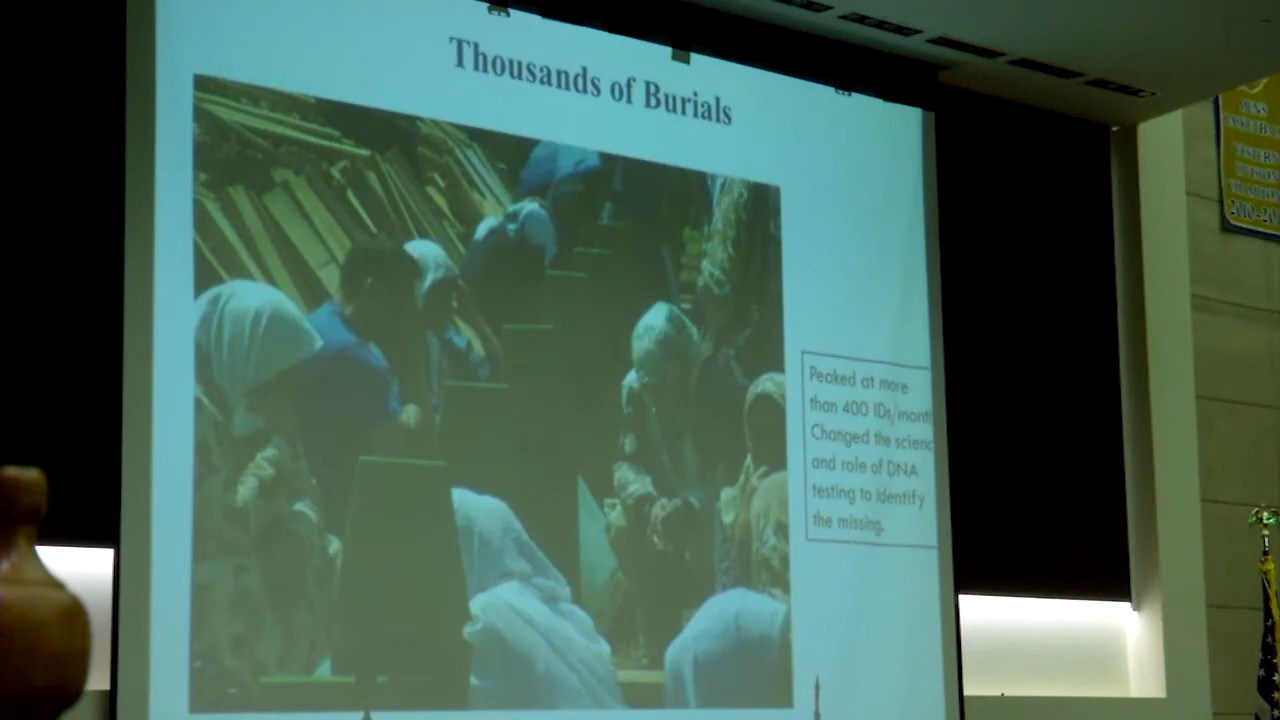 Thousands of Burials
Peaked at more
than 400 IDs/month
Changed the scienc
and role of DNA
testing to identify
the missing.